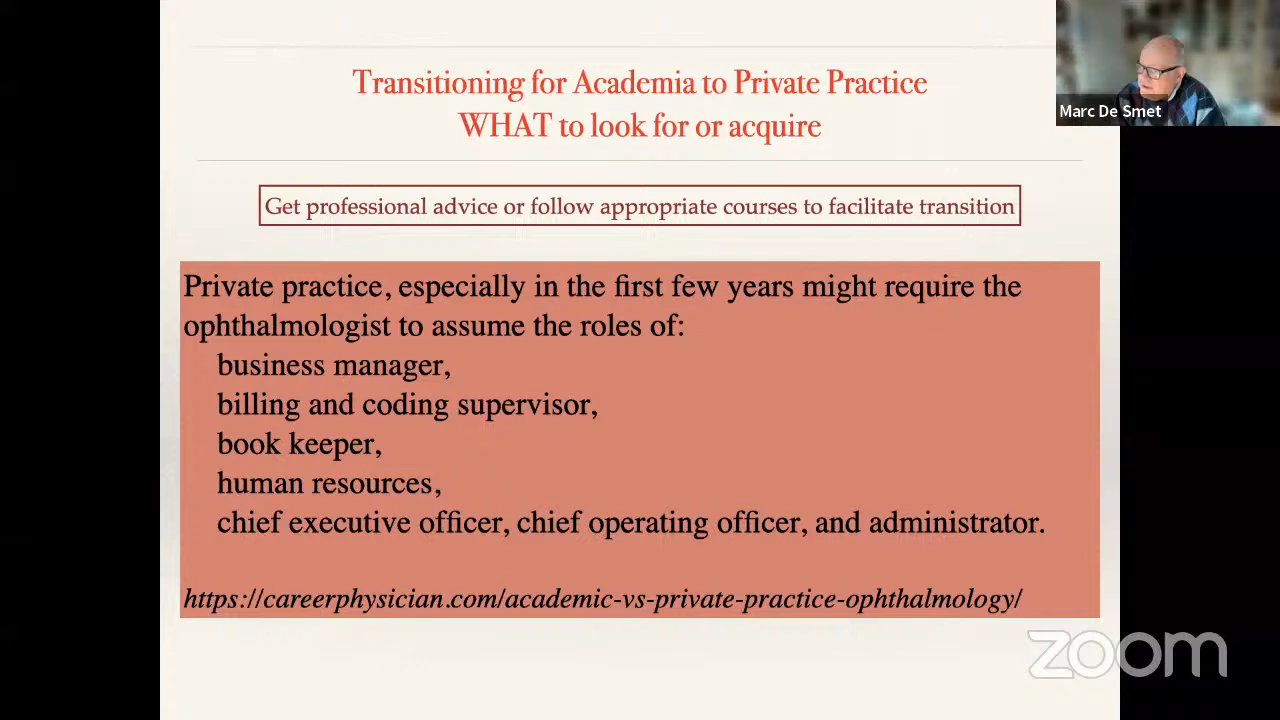 Transitioning for Academia to Private Practice
WHAT to look for or acquire
Marc De Smet
Get professional advice or follow appropriate courses to facilitate transition
Private practice, especially in the first few years might require the
ophthalmologist to assume the roles of:
business manager,
billing and coding supervisor,
book keeper,
human resources,
chief executive officer, chief operating officer, and administrator.
https://careerphysician.com/academic-vs-private-practice-ophthalmology/
zoom